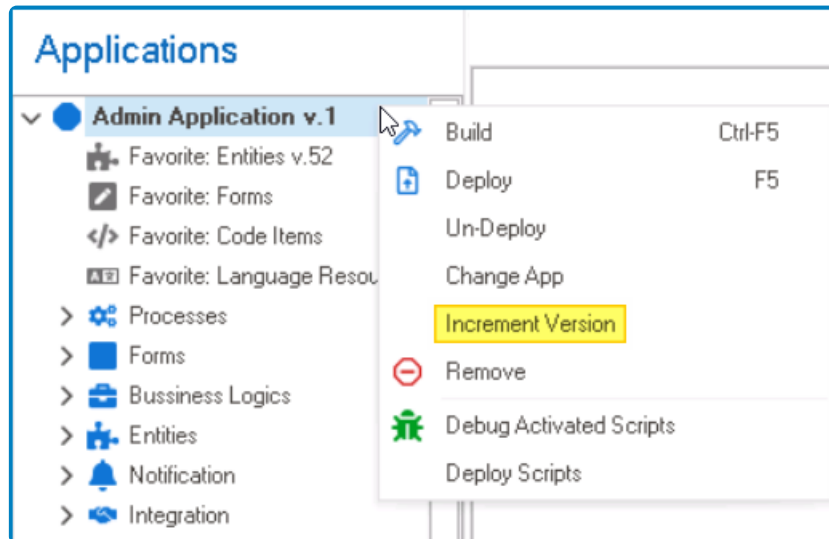 Applications
Admin Application v.1
Favorite: Entities v.52
Favorite: Forms
Favorite: Code Items
Favorite: Language Resou
Processes
Forms
Bussiness Logics
Entities
Notification
Integration
Build Ctrl-F5
Deploy F5
Un-Deploy
Change App
Increment Version
Remove
Debug Activated Scripts
Deploy Scripts